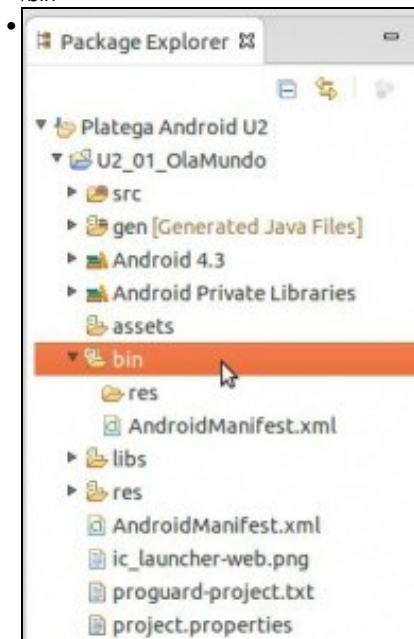 Package Explorer
Platega Android U2
U2_01_OlaMundo
src
gen [Generated Java Files]
Android 4.3
Android Private Libraries
assets
bin
res
AndroidManifest.xml
libs
res
AndroidManifest.xml
ic_launcher-web.png
proguard-project.txt
project.properties